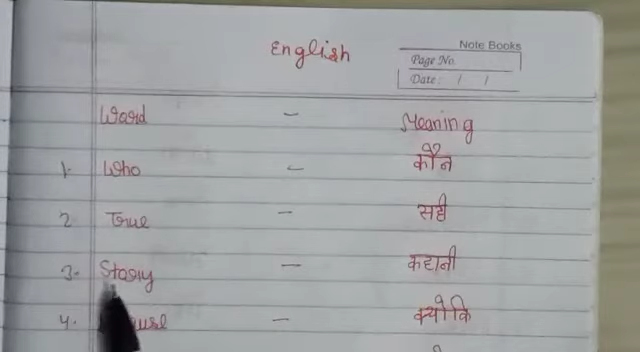 English
Note Books
Page No.
Date: / /
Word - Meaning
1. Who - कौन
2. True - सही
3. Story - कहानी
4. - क्योकि